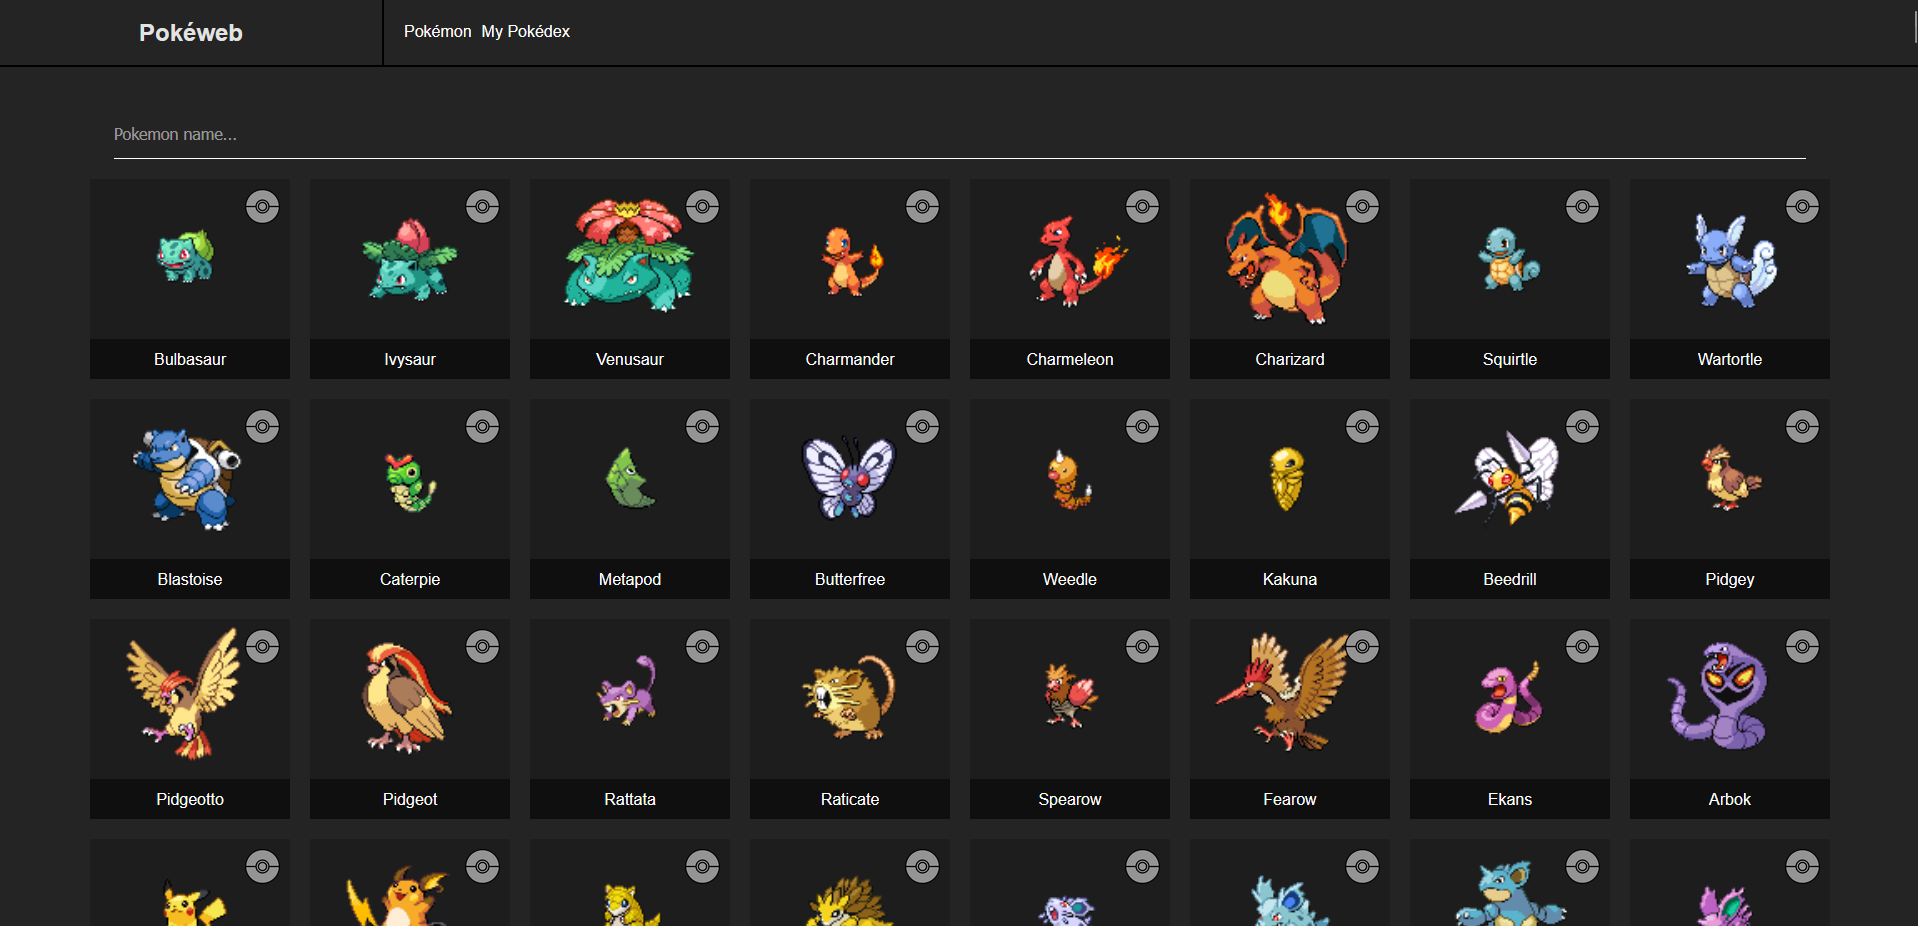 Pokéweb
Pokémon My Pokédex
Pokemon name...
Bulbasaur Ivysaur Venusaur Charmander Charmeleon Charizard Squirtle Wartortle
Blastoise Caterpie Metapod Butterfree Weedle Kakuna Beedrill Pidgey
Pidgeotto Pidgeot Rattata Raticate Spearow Fearow Ekans Arbok